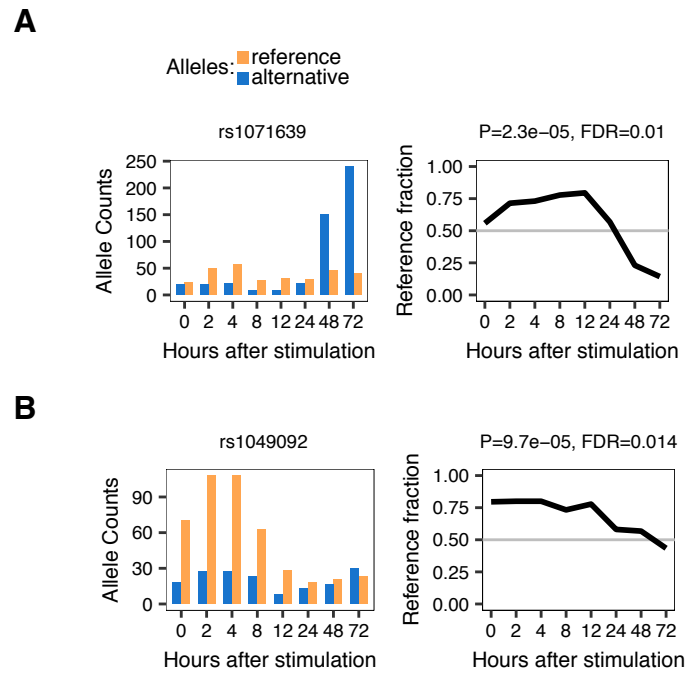 A
Alleles:
reference
alternative
rs1071639
P=2.3e−05, FDR=0.01
Allele Counts
250
200
150
100
50
0
0 2 4 8 12 24 48 72
Hours after stimulation
Reference fraction
1.00
0.75
0.50
0.25
0.00
0 2 4 8 12 24 48 72
Hours after stimulation
B
rs1049092
P=9.7e−05, FDR=0.014
Allele Counts
90
60
30
0
0 2 4 8 12 24 48 72
Hours after stimulation
Reference fraction
1.00
0.75
0.50
0.25
0.00
0 2 4 8 12 24 48 72
Hours after stimulation